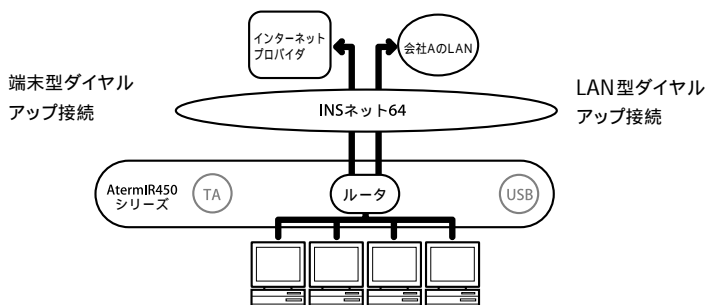 インターネット
プロバイダ
会社AのLAN
端末型ダイヤル
アップ接続
LAN型ダイヤル
アップ接続
INSネット64
AtermIR450
シリーズ
TA
ルータ
USB